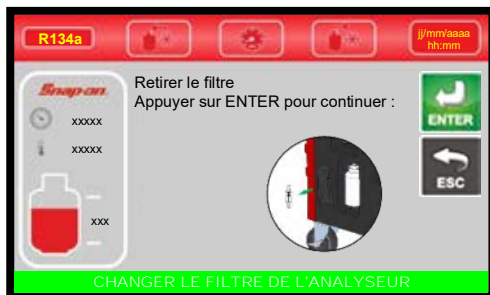 R134a
jj/mm/aaaa
hh:mm
Snap-on
xxxxx
xxxxx
xxx
Retirer le filtre
Appuyer sur ENTER pour continuer :
ENTER
ESC
CHANGER LE FILTRE DE L'ANALYSEUR